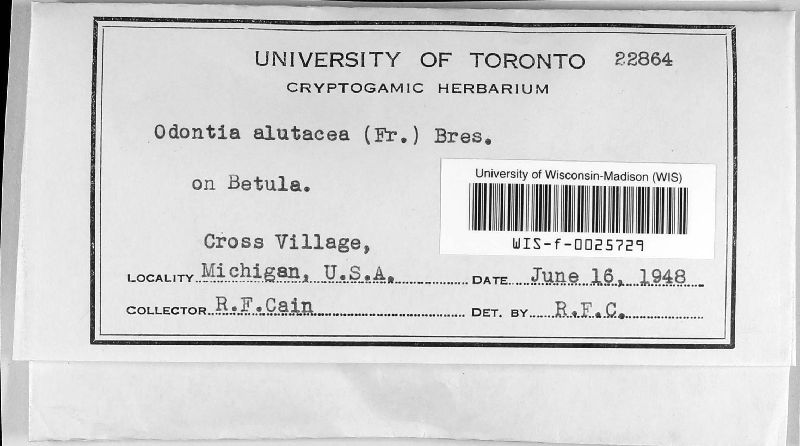 UNIVERSITY OF TORONTO 22864
CRYPTOGAMIC HERBARIUM
Odontia alutacea (Fr.) Bres.
on Betula.
University of Wisconsin-Madison (WIS)
WIS-f-0025729
Cross Village,
LOCALITY Michigan, U.S.A. DATE June 16, 1948
COLLECTOR R.F.Cain DET. BY R.F.C.